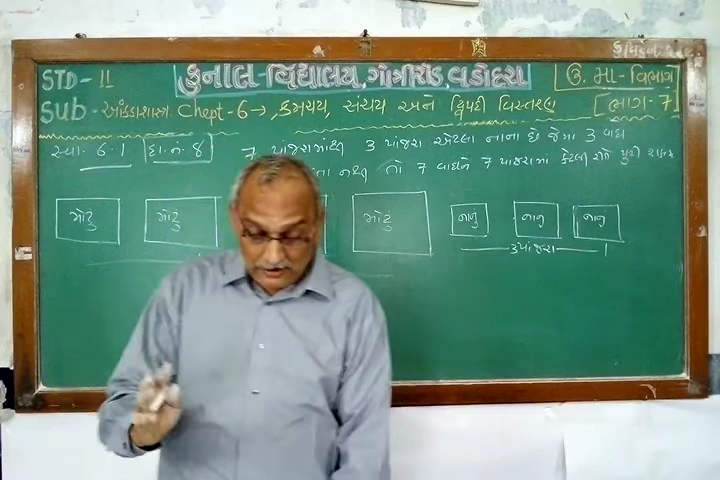 STD - 11 કુનાલ-વિદ્યાલય, ગોત્રીરોડ, વડોદરા ઉ. મા - વિભાગ
Sub - આંકડાશાસ્ત્ર Chept - 6 → ક્રમચય, સંચય અને દ્વિપદી વિસ્તરણ [ભાગ - 7]
સ્વા. 6.1 દા.નં. 8 7 પાંજરામાંથી 3 પાંજરા એટલા નાના છે જેમાં 3 વાઘ
તા નથી તો 7 વાઘને 7 પાંજરામાં કેટલી રીતે પુરી શકાય
મોટું મોટું મોટું નાનું નાનું નાનું
3 પાંજરા